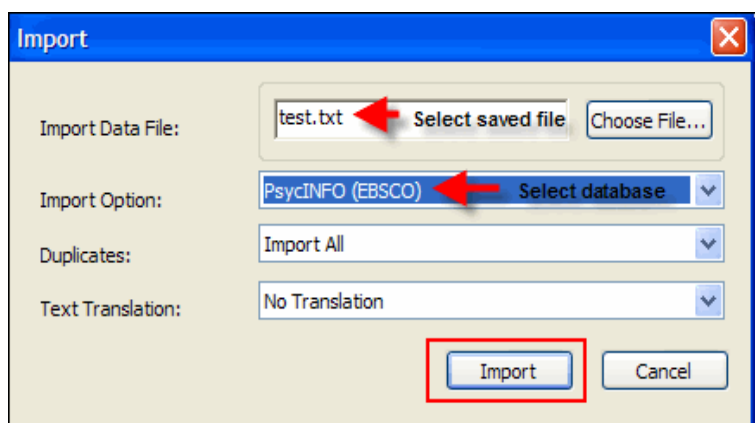 Import
Import Data File: test.txt Select saved file Choose File...
Import Option: PsycINFO (EBSCO) Select database
Duplicates: Import All
Text Translation: No Translation
Import Cancel